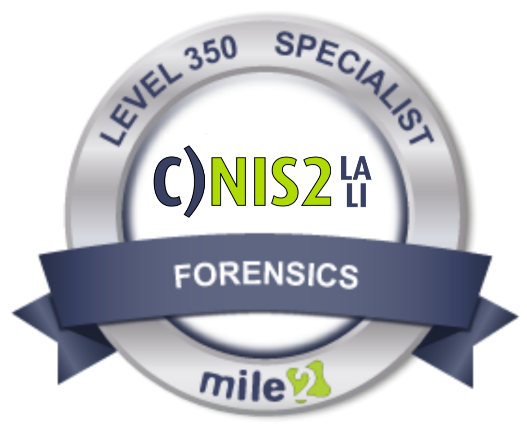 LEVEL 350 SPECIALIST
C)NIS2 LA
LI
FORENSICS
mile2